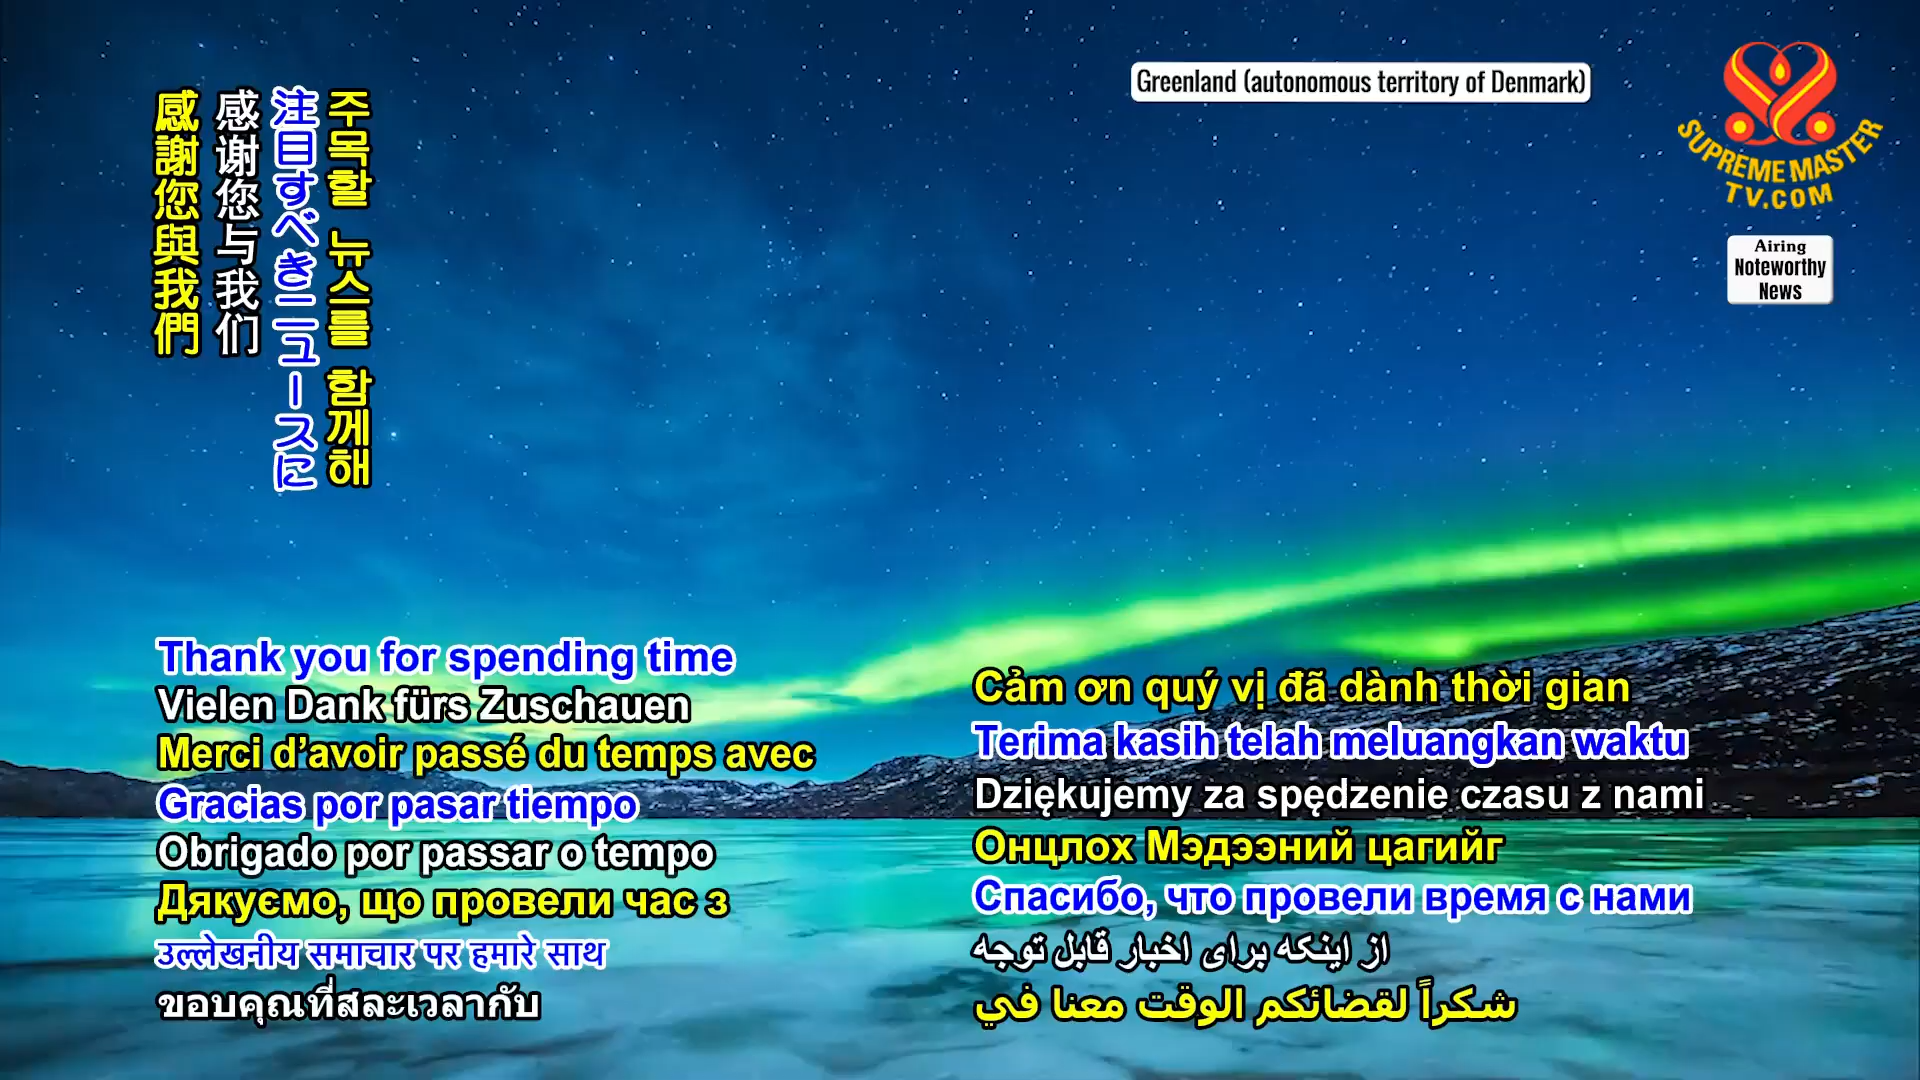 Greenland (autonomous territory of Denmark)
SUPREME MASTER
TV.COM
Airing
Noteworthy
News
주목할 뉴스를 함께해
注目すべきニュースに
感谢您与我们
感謝您與我們
Thank you for spending time
Vielen Dank fürs Zuschauen
Merci d’avoir passé du temps avec
Gracias por pasar tiempo
Obrigado por passar o tempo
Дякуємо, що провели час з
उल्लेखनीय समाचार पर हमारे साथ
ขอบคุณที่สละเวลากับ
Cảm ơn quý vị đã dành thời gian
Terima kasih telah meluangkan waktu
Dziękujemy za spędzenie czasu z nami
Онцлох Мэдээний цагийг
Спасибо, что провели время с нами
از اینکه برای اخبار قابل توجه
شكراً لقضائكم الوقت معنا في